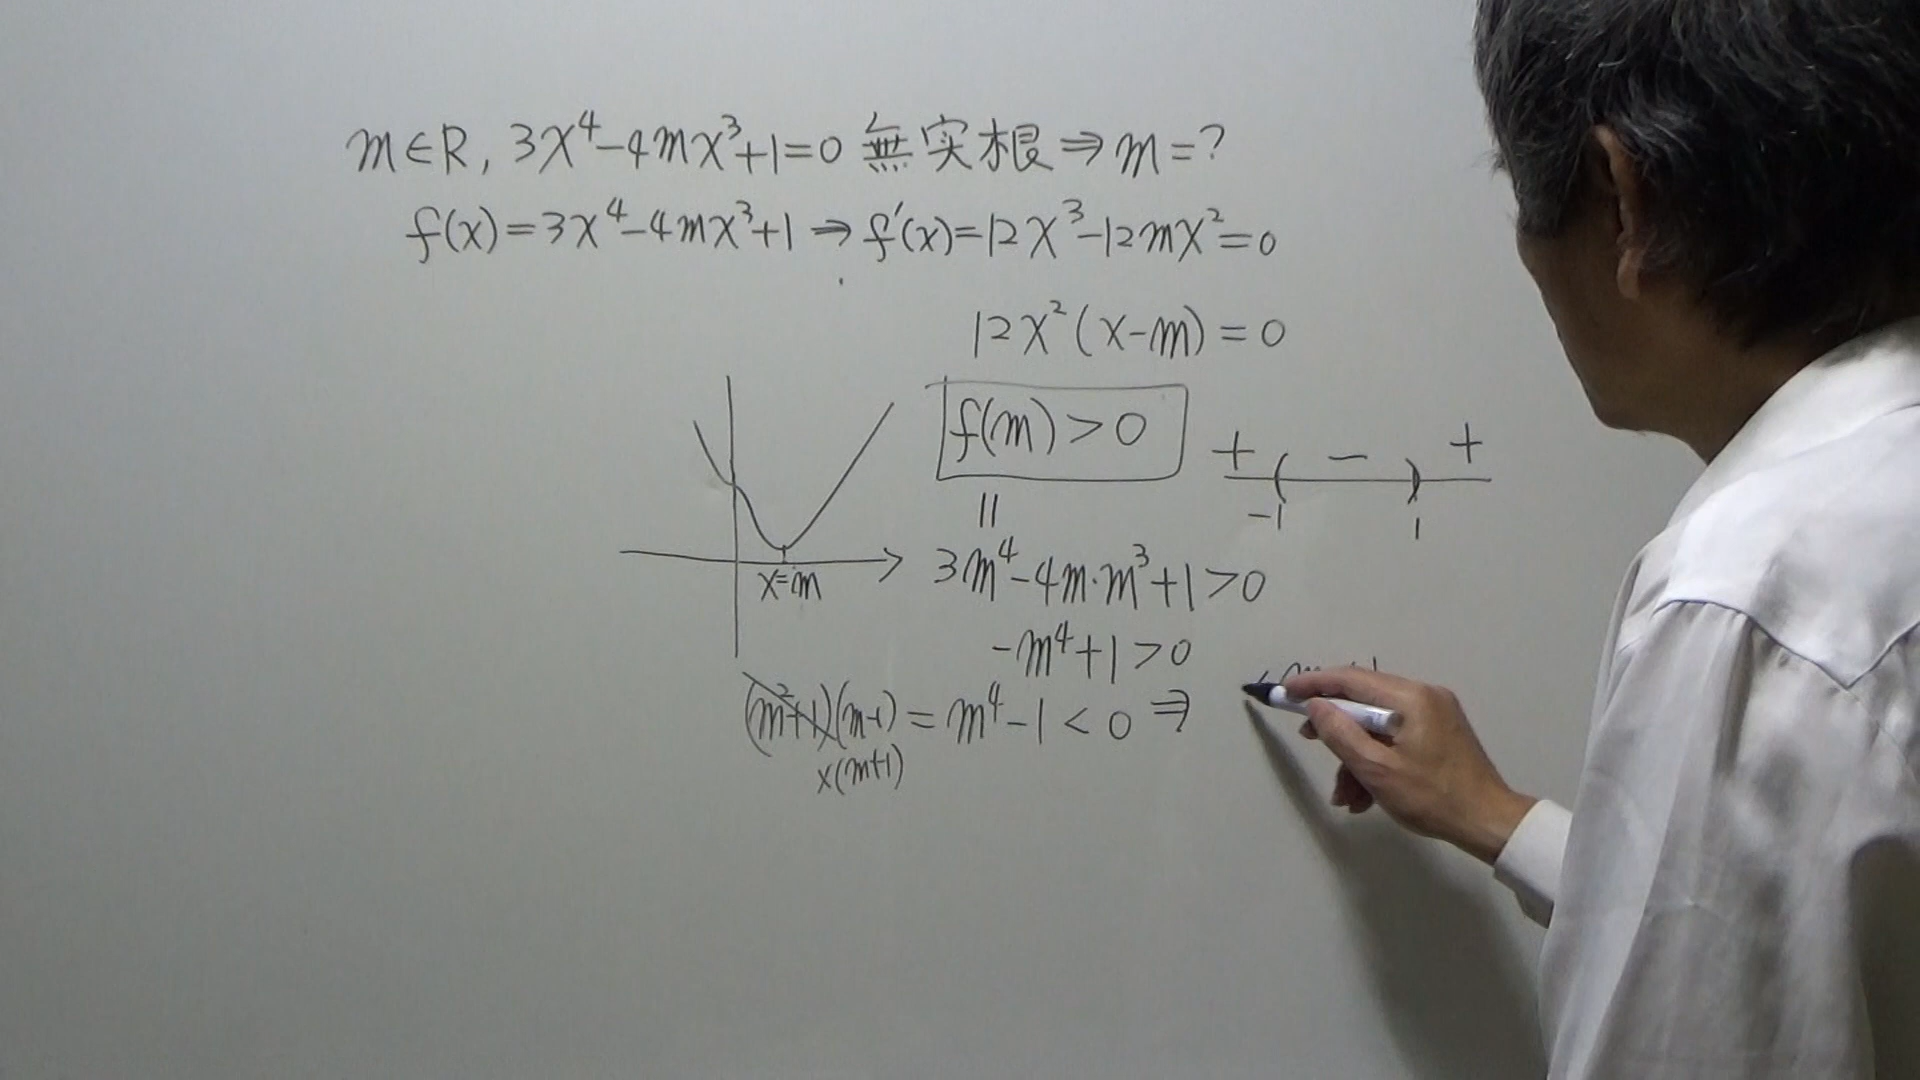 m∈R, 3x⁴-4mx³+1=0 無実根⇒m=?
f(x)=3x⁴-4mx³+1⇒f'(x)=12x³-12mx²=0
12x²(x-m)=0
f(m)>0
+ - +
-1 1
=
x=m
3m⁴-4m·m³+1>0
-m⁴+1>0
(m²+1)(m-1)=m⁴-1<0⇒
x(m+1)